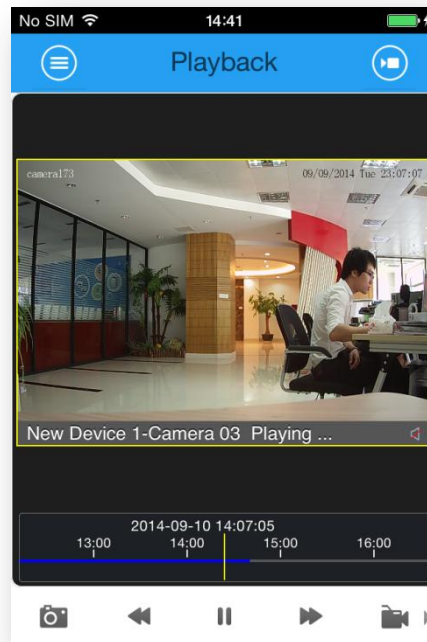 No SIM 14:41
Playback
camera173 09/09/2014 Tue 23:07:07
New Device 1-Camera 03 Playing ...
2014-09-10 14:07:05
13:00 14:00 15:00 16:00